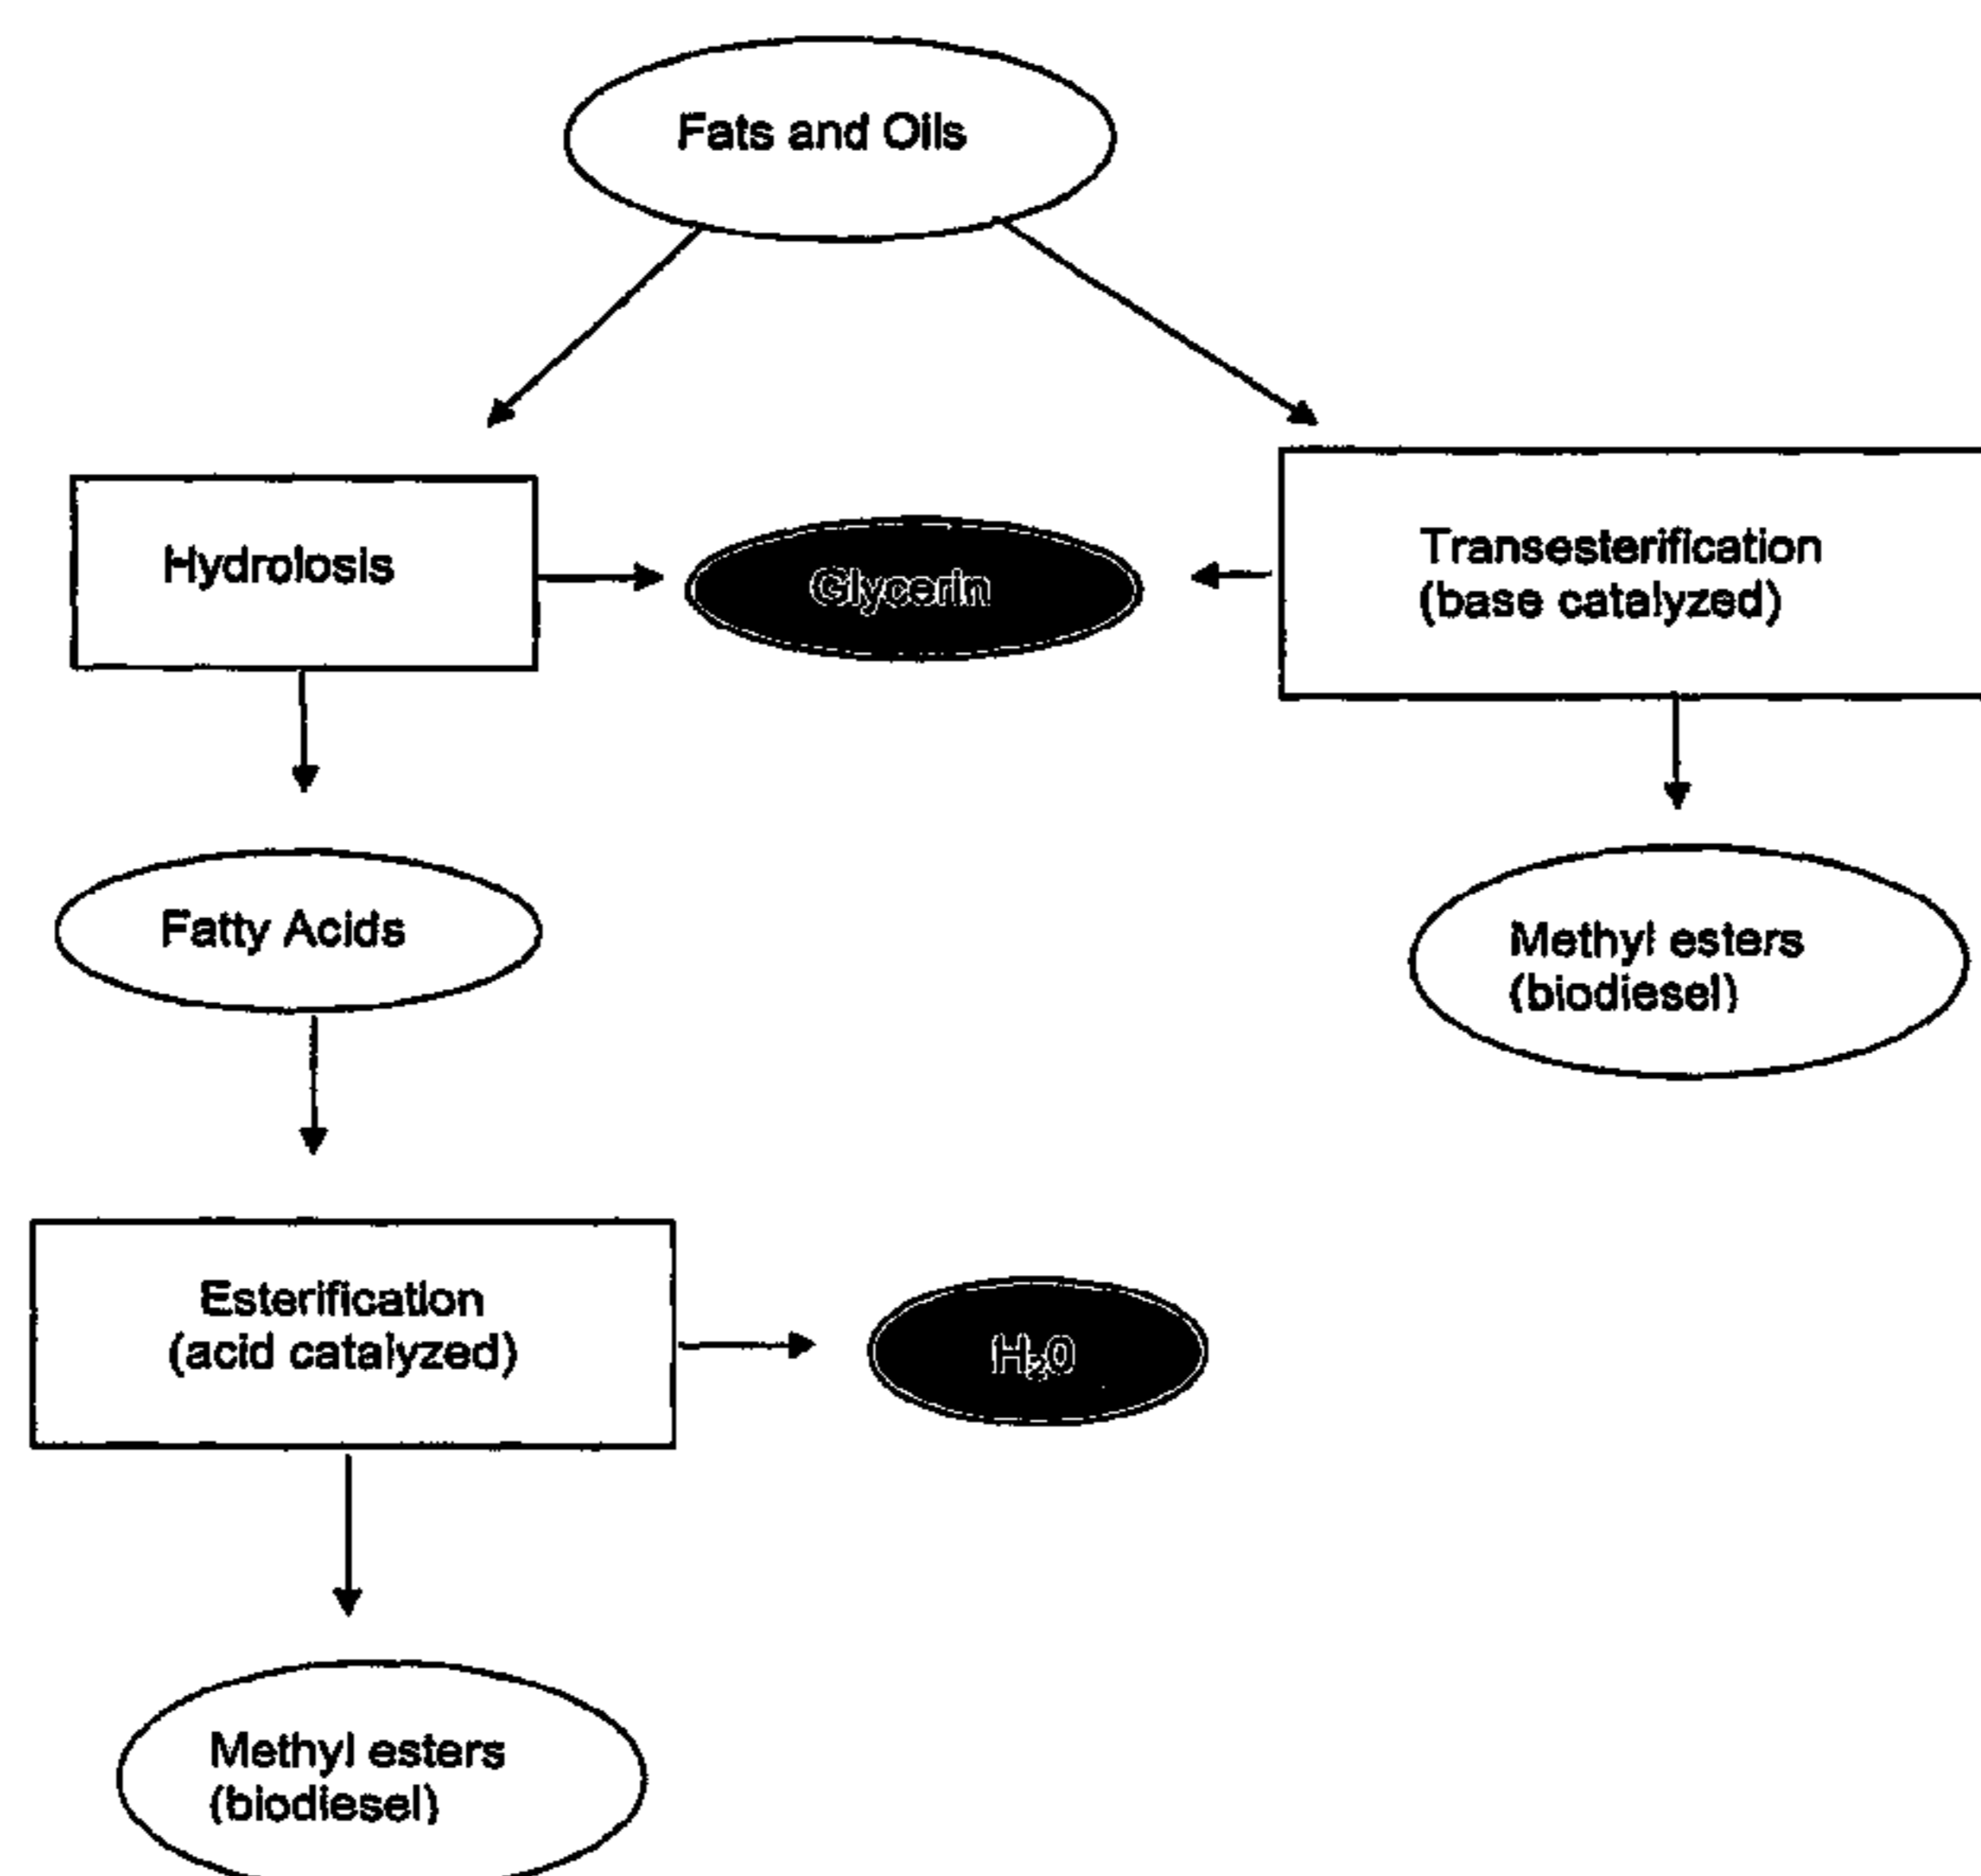 Fats and Oils
Hydrolosis
Glycerin
Transesterification
(base catalyzed)
Fatty Acids
Methyl esters
(biodiesel)
Esterification
(acid catalyzed)
H₂0
Methyl esters
(biodiesel)